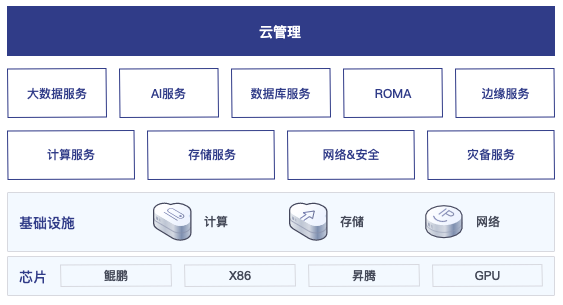 云管理
大数据服务 AI服务 数据库服务 ROMA 边缘服务
计算服务 存储服务 网络&安全 灾备服务
基础设施 计算 存储 IP 网络
芯片 鲲鹏 X86 昇腾 GPU